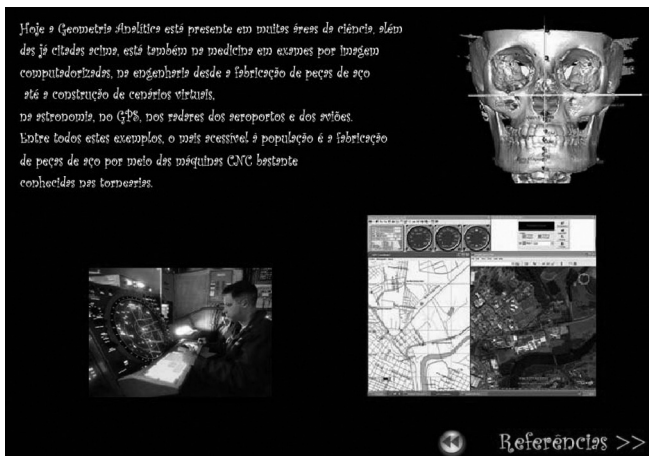 Hoje a Geometria Analítica está presente em muitas áreas da ciência, além
das já citadas acima, está também na medicina em exames por imagem
computadorizadas, na engenharia desde a fabricação de peças de aço
até a construção de cenários virtuais,
na astronomia, no GPS, nos radares dos aeroportos e dos aviões.
Entre todos estes exemplos, o mais acessível à população é a fabricação
de peças de aço por meio das máquinas CNC bastante
conhecidas nas tornearias.
Referências >>